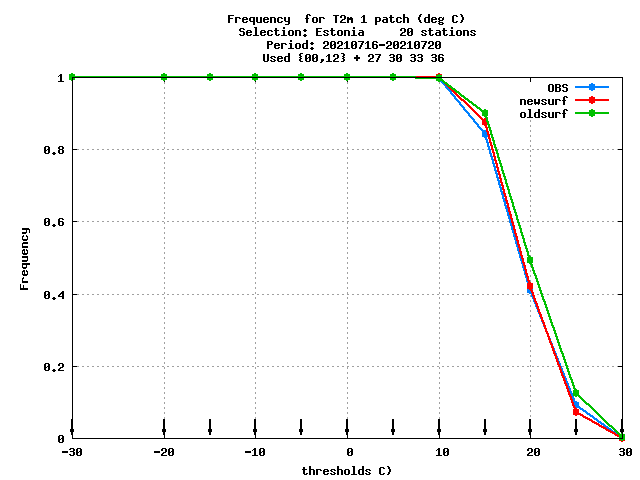 Frequency  for T2m 1 patch (deg C)
Selection: Estonia     20 stations
Period: 20210716-20210720
Used {00,12} + 27 30 33 36
OBS
newsurf
oldsurf
Frequency
1
0.8
0.6
0.4
0.2
0
-30 -20 -10 0 10 20 30
thresholds C)